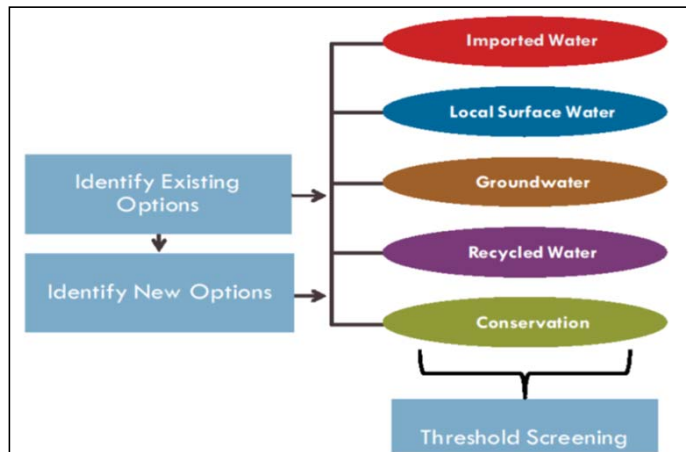 Imported Water
Local Surface Water
Identify Existing
Options
Groundwater
Recycled Water
Identify New Options
Conservation
Threshold Screening